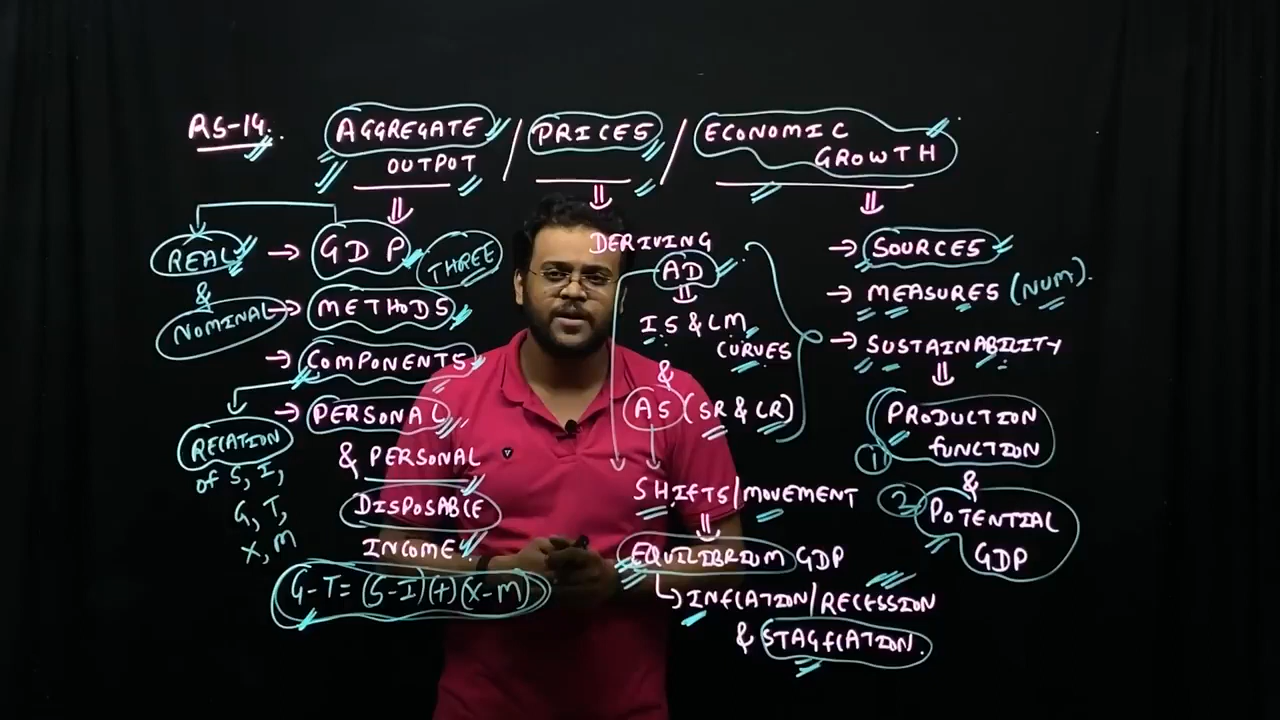 RS-14..
AGGREGATE
OUTPUT
/ PRICES /
ECONOMIC
GROWTH
REAL
&
NOMINAL
→ GDP
THREE
→ METHODS
→ COMPONENTS
→ PERSONAL
& PERSONAL
DISPOSABLE
INCOME
RELATION
of S, I,
G, T,
X, M
G-T = (S-I)(+)(X-M)
DERIVING
AD
IS & LM
CURVES
&
AS (SR & LR)
SHIFTS/MOVEMENT
EQUILIBRIUM GDP
INFLATION/RECESSION
& STAGFLATION.
→ SOURCES
→ MEASURES (NUM).
→ SUSTAINABILITY
① PRODUCTION
FUNCTION
&
② POTENTIAL
GDP